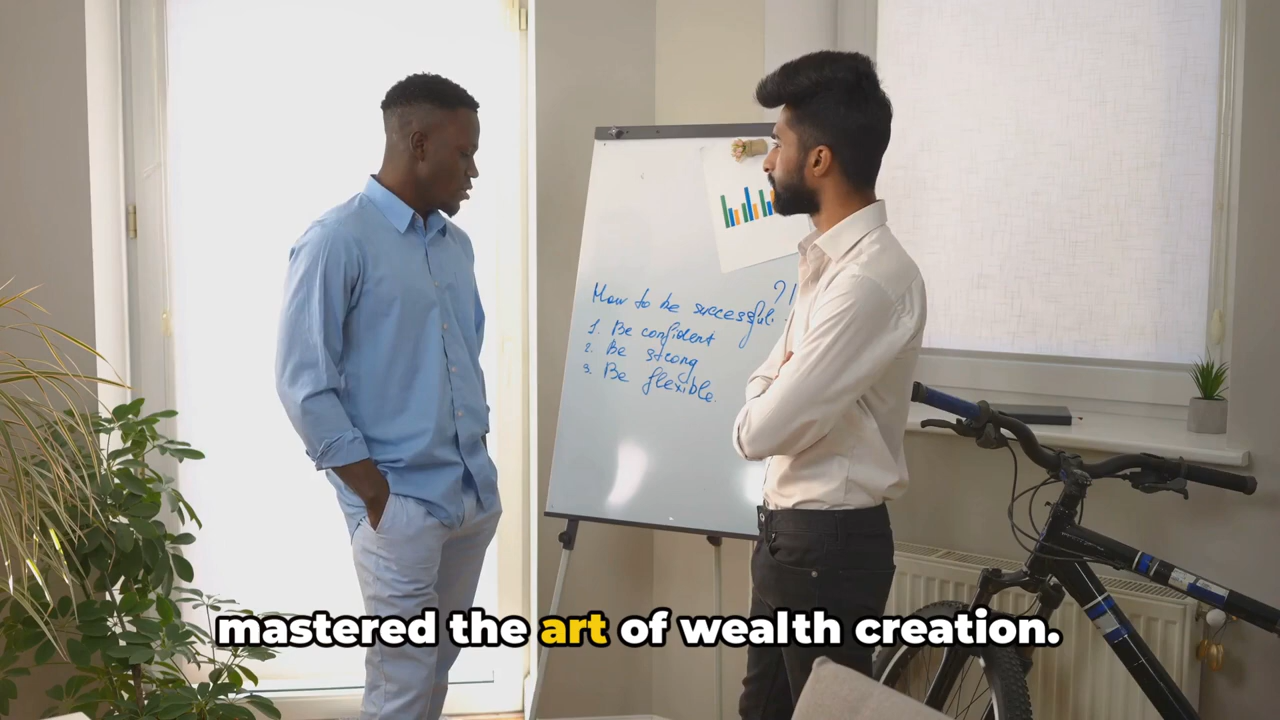 How to be successful ?!
1. Be confident
2. Be strong
3. Be flexible.
mastered the art of wealth creation.